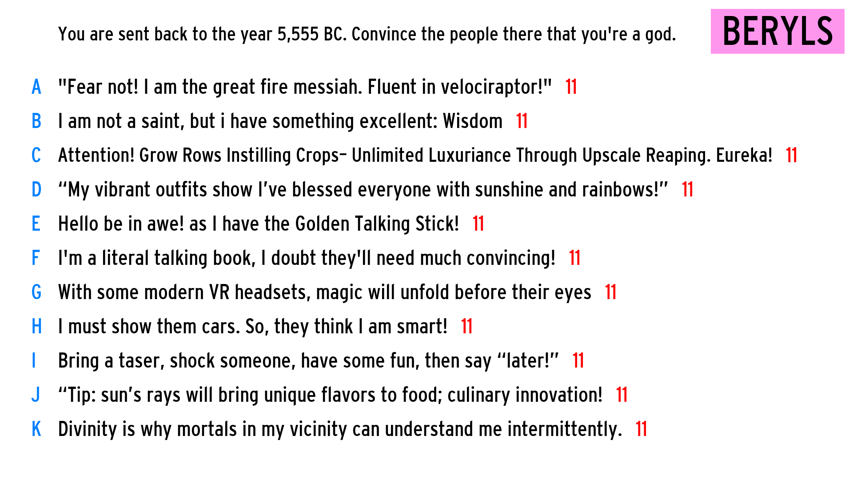 You are sent back to the year 5,555 BC. Convince the people there that you're a god.
BERYLS
A "Fear not! I am the great fire messiah. Fluent in velociraptor!" 11
B I am not a saint, but i have something excellent: Wisdom 11
C Attention! Grow Rows Instilling Crops– Unlimited Luxuriance Through Upscale Reaping. Eureka! 11
D “My vibrant outfits show I’ve blessed everyone with sunshine and rainbows!” 11
E Hello be in awe! as I have the Golden Talking Stick! 11
F I'm a literal talking book, I doubt they'll need much convincing! 11
G With some modern VR headsets, magic will unfold before their eyes 11
H I must show them cars. So, they think I am smart! 11
I Bring a taser, shock someone, have some fun, then say “later!” 11
J “Tip: sun’s rays will bring unique flavors to food; culinary innovation! 11
K Divinity is why mortals in my vicinity can understand me intermittently. 11